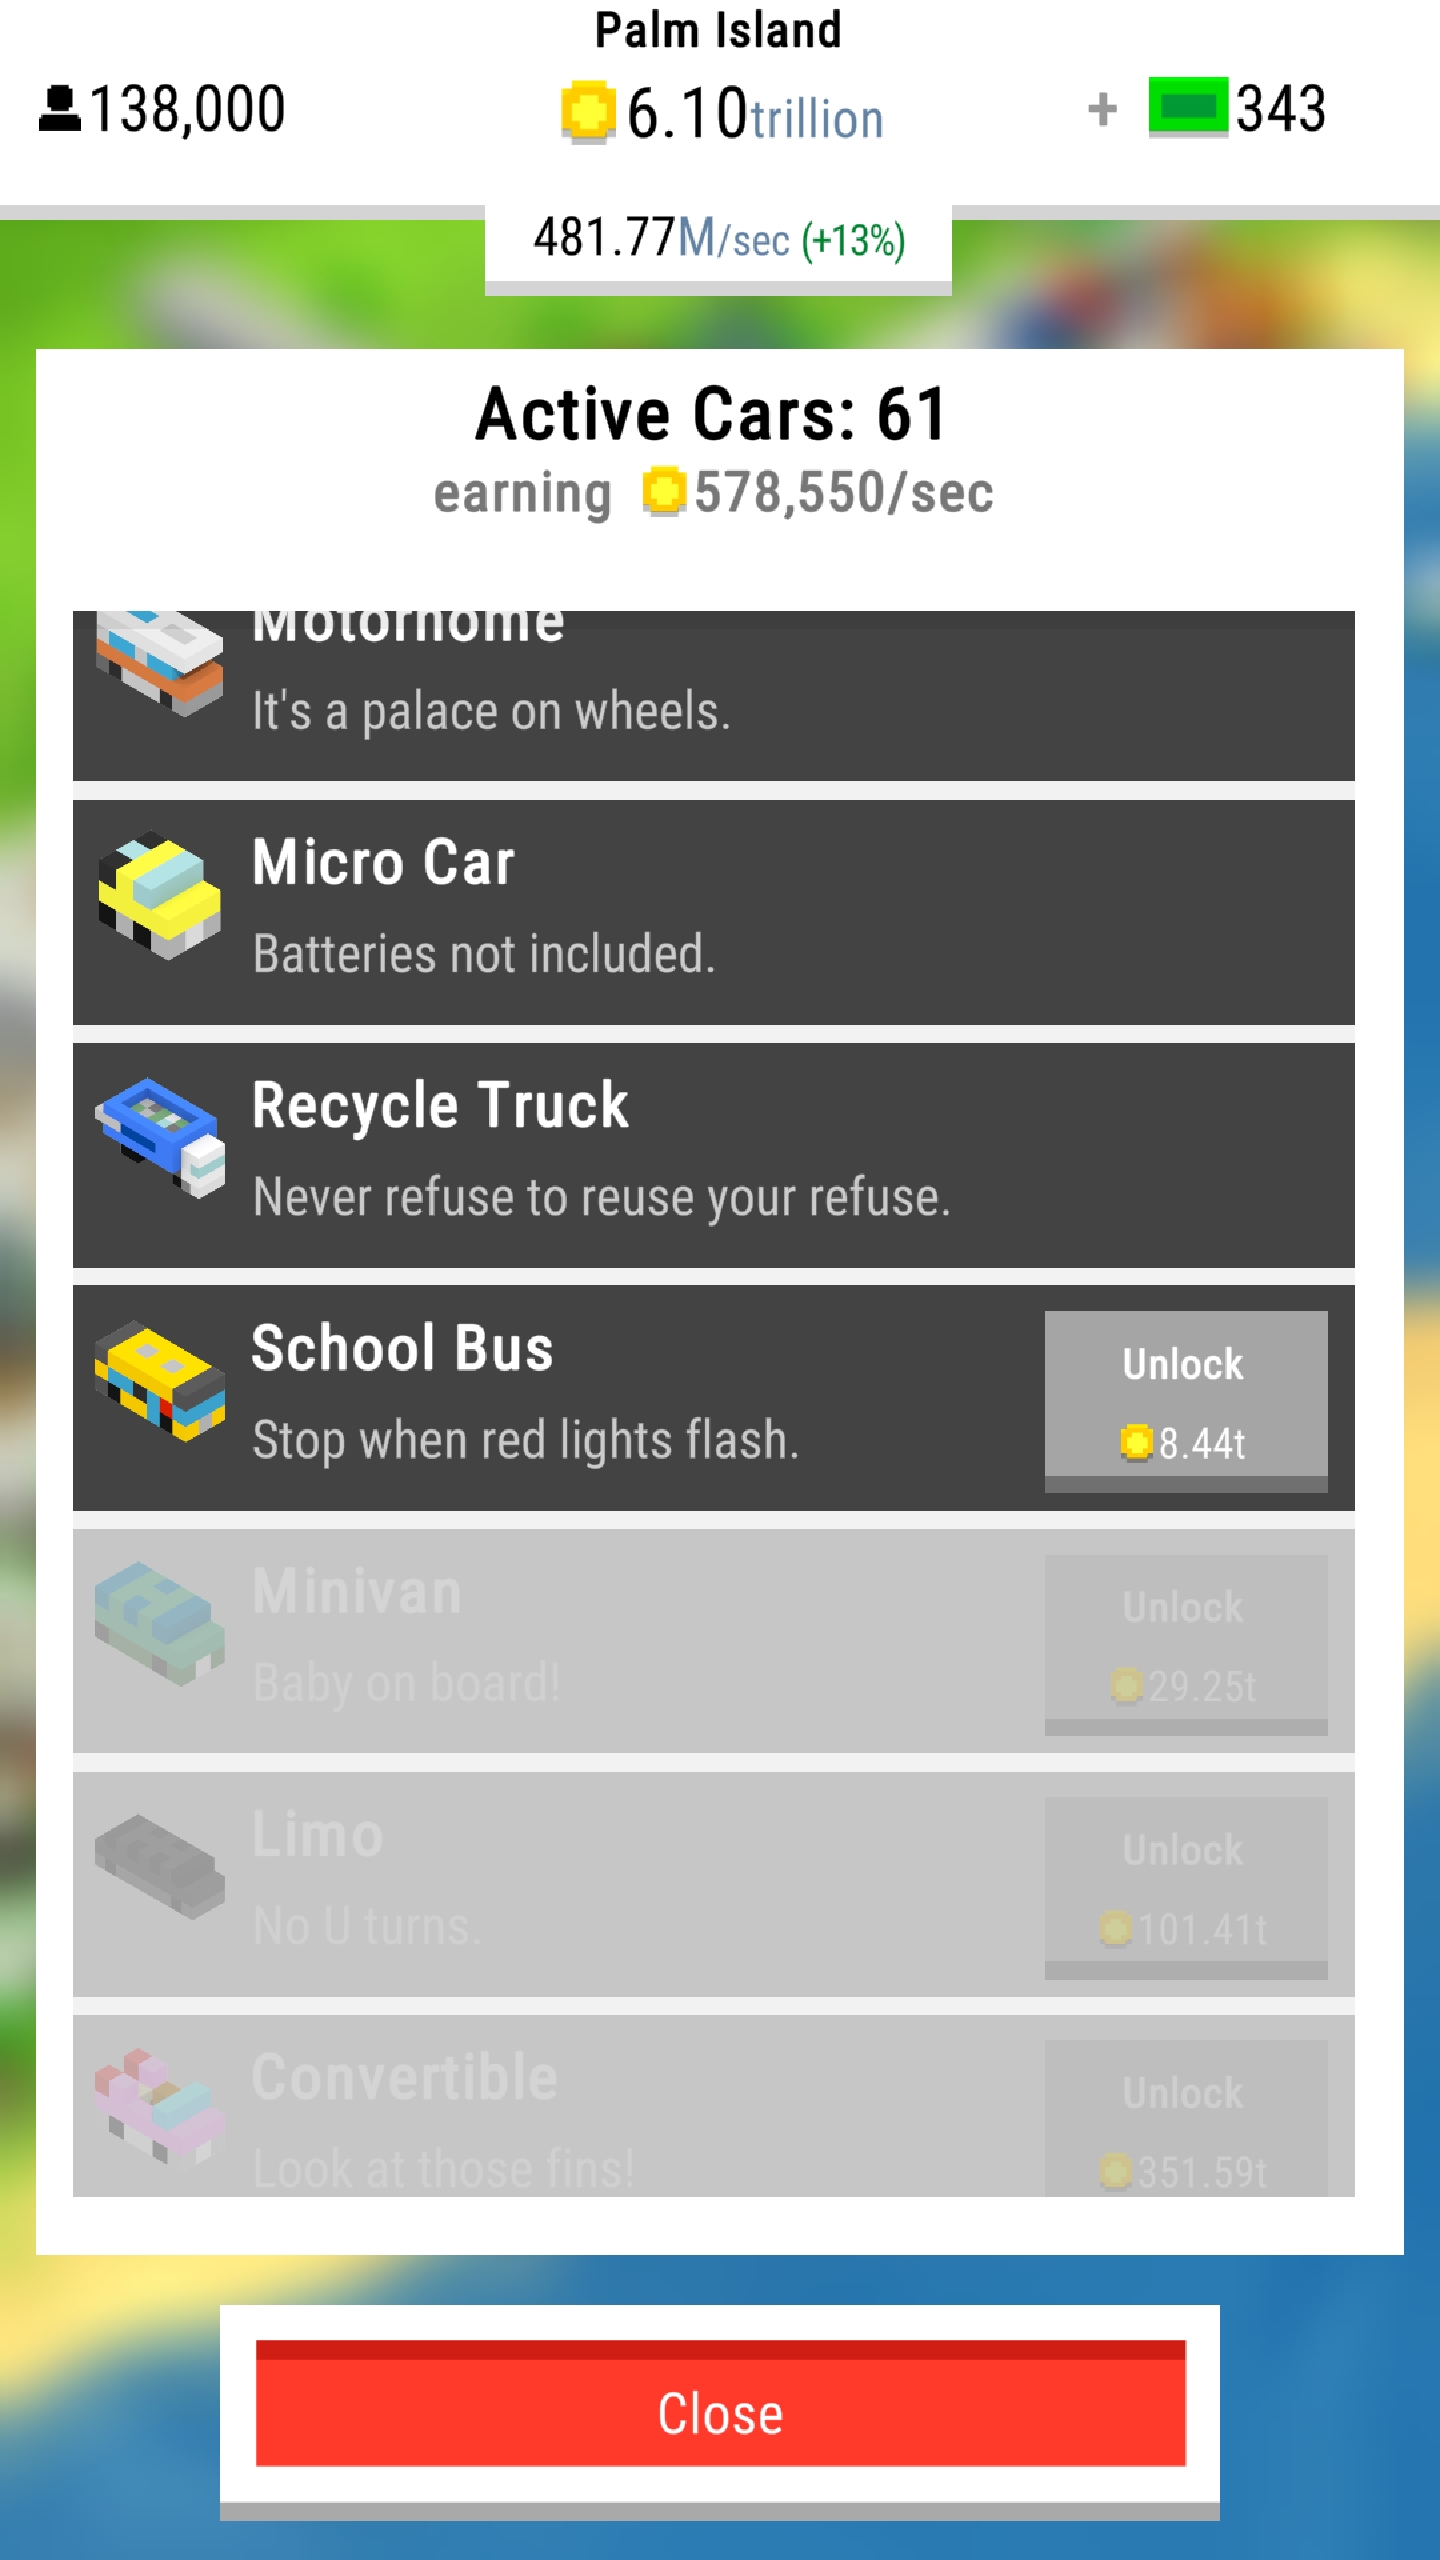 Palm Island
138,000
6.10trillion
+ 343
481.77M/sec (+13%)
Active Cars: 61
earning 578,550/sec
Motorhome
It's a palace on wheels.
Micro Car
Batteries not included.
Recycle Truck
Never refuse to reuse your refuse.
School Bus
Stop when red lights flash.
Unlock
8.44t
Minivan
Baby on board!
Unlock
29.25t
Limo
No U turns.
Unlock
101.41t
Convertible
Look at those fins!
Unlock
351.59t
Close